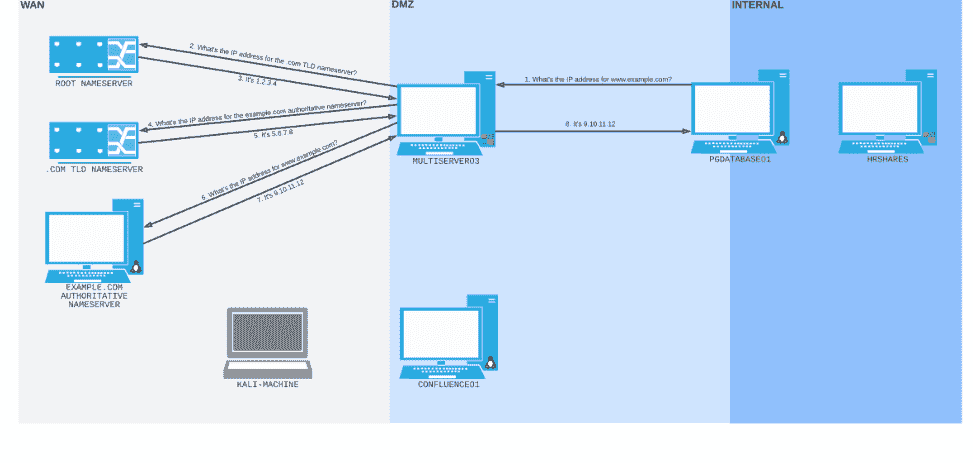 WAN
DMZ
INTERNAL
2. What's the IP address for the .com TLD nameserver?
3. It's 1.2.3.4
ROOT NAMESERVER
1. What's the IP address for www.example.com?
4. What's the IP address for the example.com authoritative nameserver?
5. It's 5.6.7.8
8. It's 9.10.11.12
.COM TLD NAMESERVER
MULTISERVER03
PGDATABASE01
HRSHARES
6. What's the IP address for www.example.com?
7. It's 9.10.11.12
EXAMPLE.COM
AUTHORITATIVE
NAMESERVER
KALI-MACHINE
CONFLUENCE01